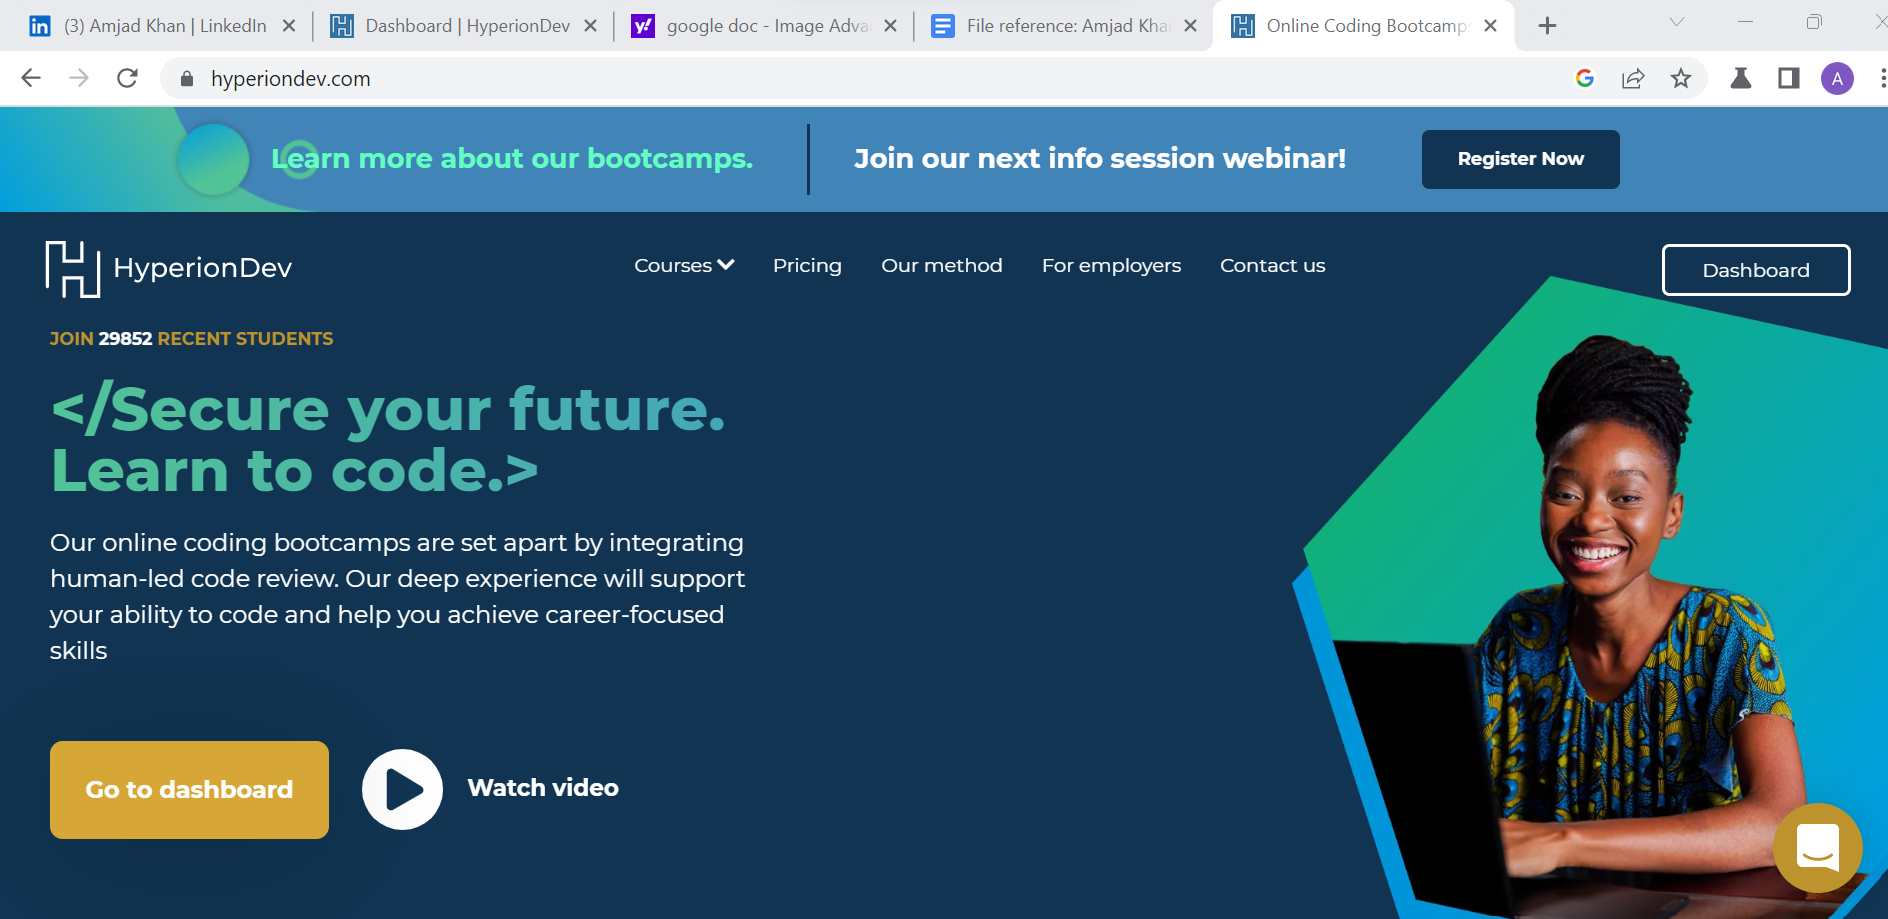 (3) Amjad Khan | LinkedIn
Dashboard | HyperionDev
google doc - Image Adva
File reference: Amjad Kha
Online Coding Bootcamp
hyperiondev.com
A
Learn more about our bootcamps.
Join our next info session webinar!
Register Now
HyperionDev
Courses
Pricing
Our method
For employers
Contact us
Dashboard
JOIN 29852 RECENT STUDENTS
</Secure your future.
Learn to code.>
Our online coding bootcamps are set apart by integrating
human-led code review. Our deep experience will support
your ability to code and help you achieve career-focused
skills
Go to dashboard
Watch video